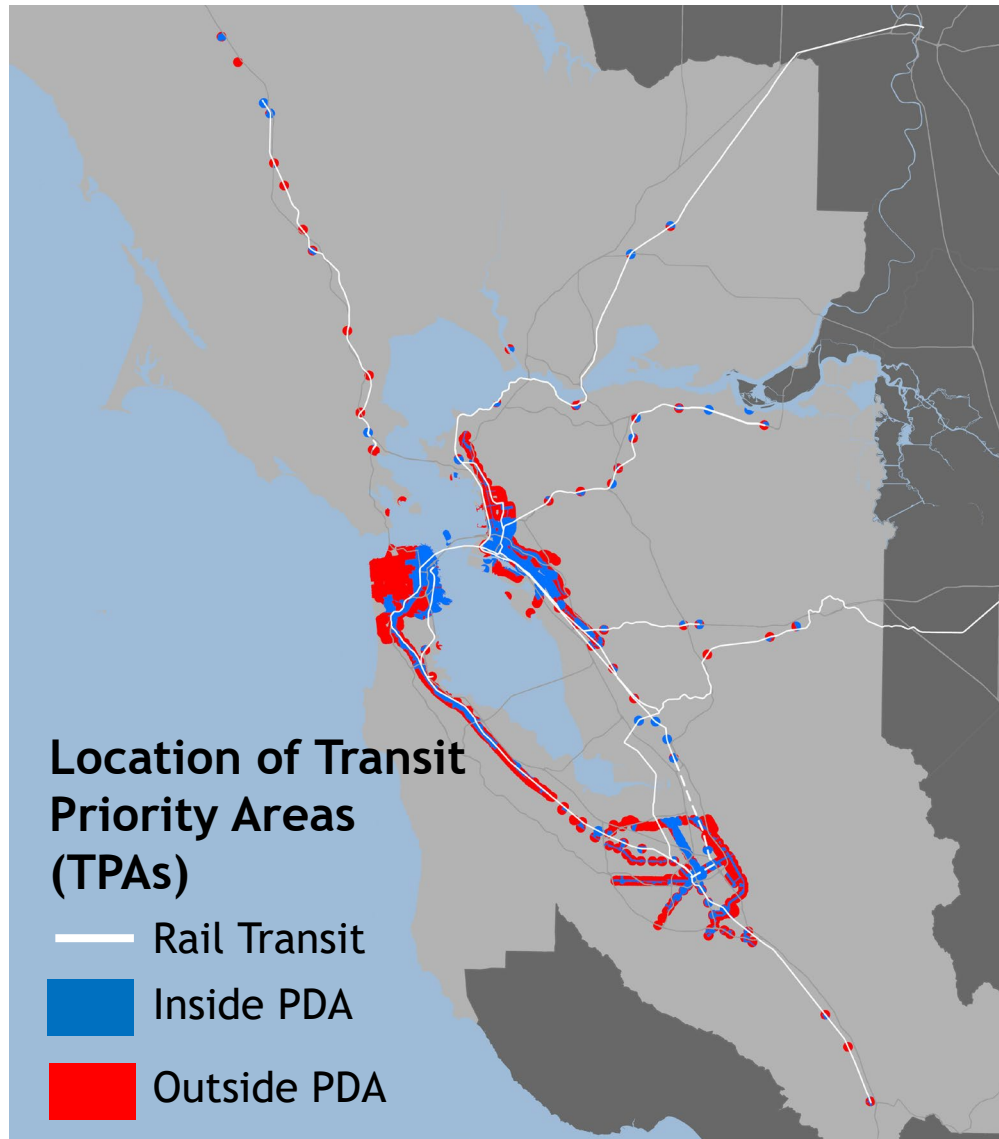 Location of Transit
Priority Areas
(TPAs)
Rail Transit
Inside PDA
Outside PDA